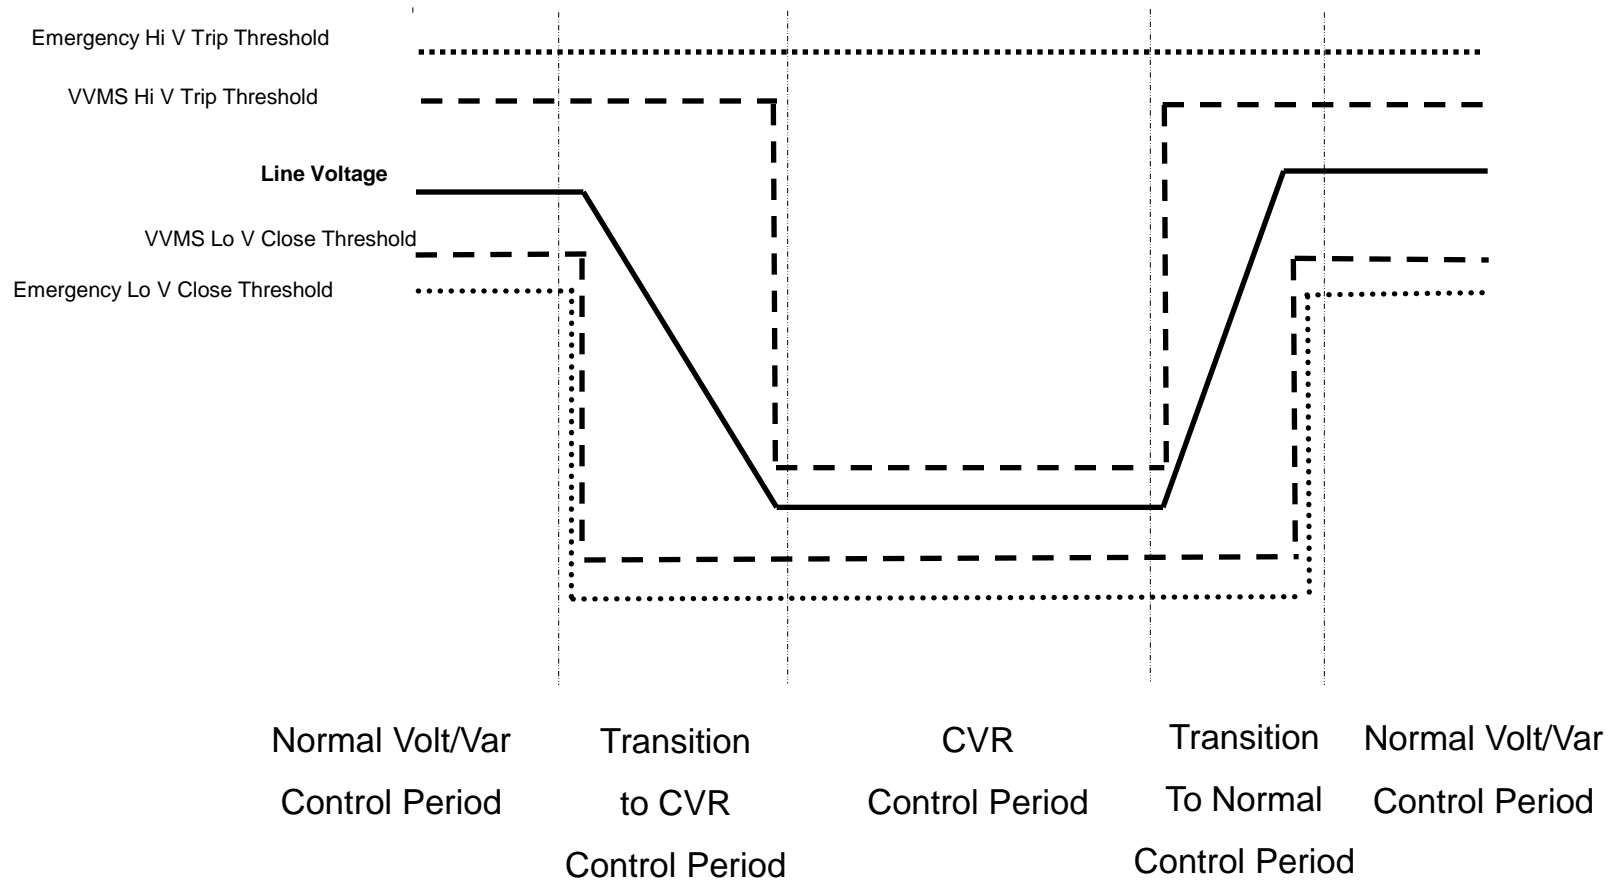 Emergency Hi V Trip Threshold
VVMS Hi V Trip Threshold
Line Voltage
VVMS Lo V Close Threshold
Emergency Lo V Close Threshold
Normal Volt/Var
Control Period
Transition
to CVR
Control Period
CVR
Control Period
Transition
To Normal
Control Period
Normal Volt/Var
Control Period